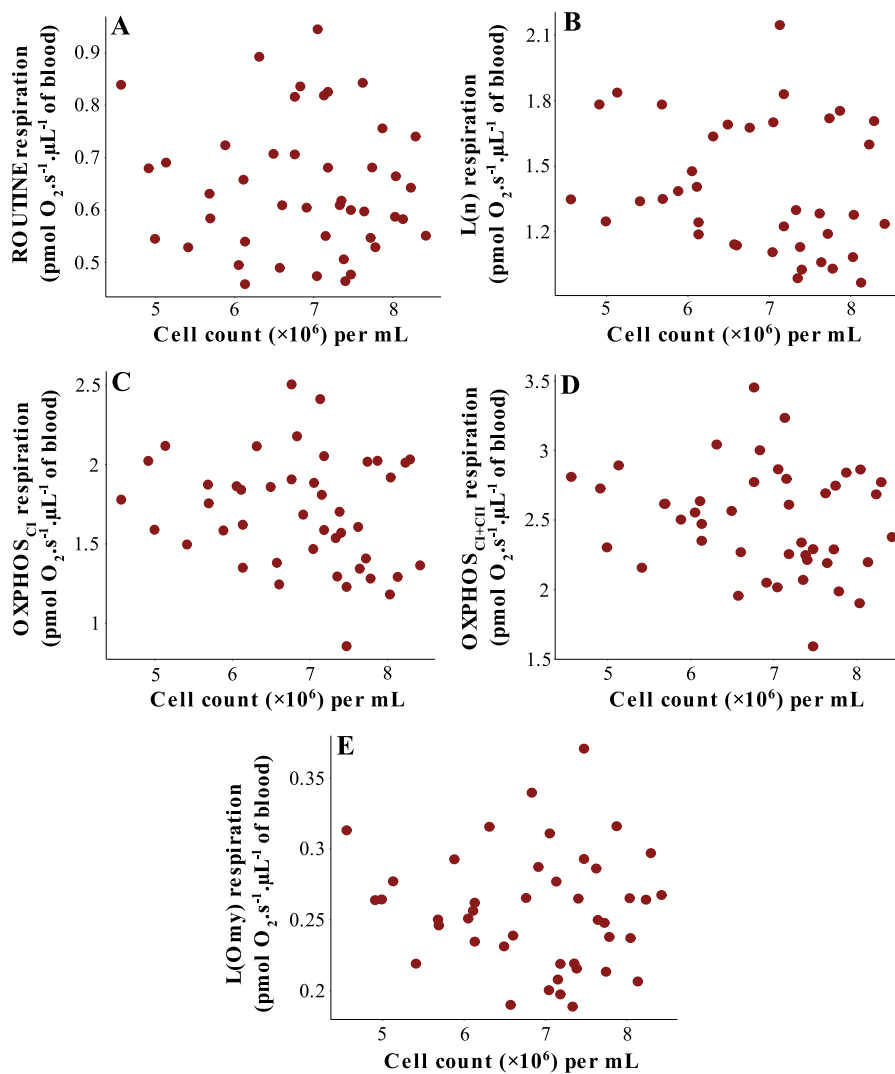 A
ROUTINE respiration
(pmol O₂.s⁻¹.µL⁻¹ of blood)
0.9
0.8
0.7
0.6
0.5
5 6 7 8
Cell count (×10⁶) per mL
B
L(n) respiration
(pmol O₂.s⁻¹.µL⁻¹ of blood)
2.1
1.8
1.5
1.2
5 6 7 8
Cell count (×10⁶) per mL
C
OXPHOS_CI respiration
(pmol O₂.s⁻¹.µL⁻¹ of blood)
2.5
2
1.5
1
5 6 7 8
Cell count (×10⁶) per mL
D
OXPHOS_CI+CII respiration
(pmol O₂.s⁻¹.µL⁻¹ of blood)
3.5
3
2.5
2
1.5
5 6 7 8
Cell count (×10⁶) per mL
E
L(Omy) respiration
(pmol O₂.s⁻¹.µL⁻¹ of blood)
0.35
0.3
0.25
0.2
5 6 7 8
Cell count (×10⁶) per mL